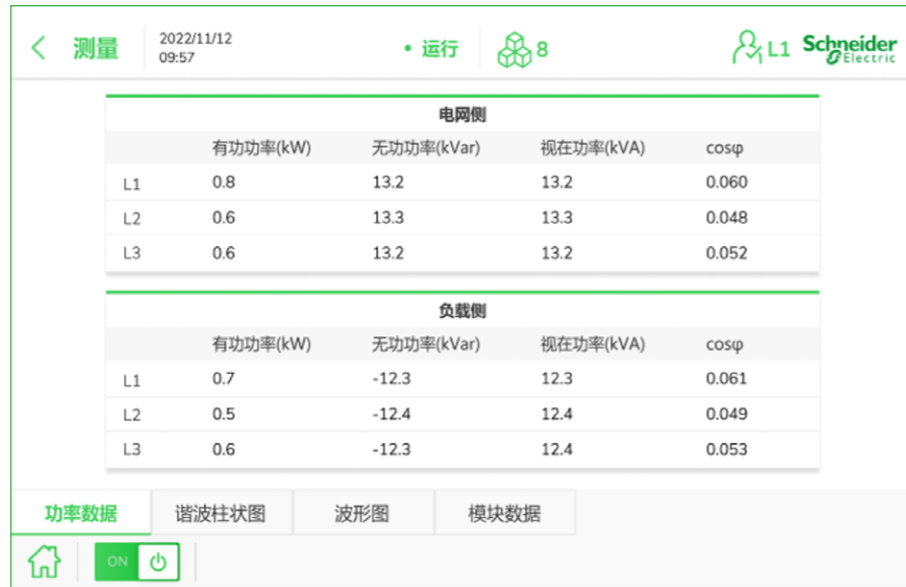 测量 2022/11/12 • 运行 8 L1 Schneider
09:57 Electric
电网侧
有功功率(kW) 无功功率(kVar) 视在功率(kVA) cosφ
L1 0.8 13.2 13.2 0.060
L2 0.6 13.3 13.3 0.048
L3 0.6 13.2 13.2 0.052
负载侧
有功功率(kW) 无功功率(kVar) 视在功率(kVA) cosφ
L1 0.7 -12.3 12.3 0.061
L2 0.5 -12.4 12.4 0.049
L3 0.6 -12.3 12.4 0.053
功率数据 谐波柱状图 波形图 模块数据
ON